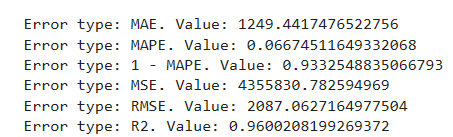 Error type: MAE. Value: 1249.4417476522756
Error type: MAPE. Value: 0.06674511649332068
Error type: 1 - MAPE. Value: 0.9332548835066793
Error type: MSE. Value: 4355830.782594969
Error type: RMSE. Value: 2087.0627164977504
Error type: R2. Value: 0.9600208199269372